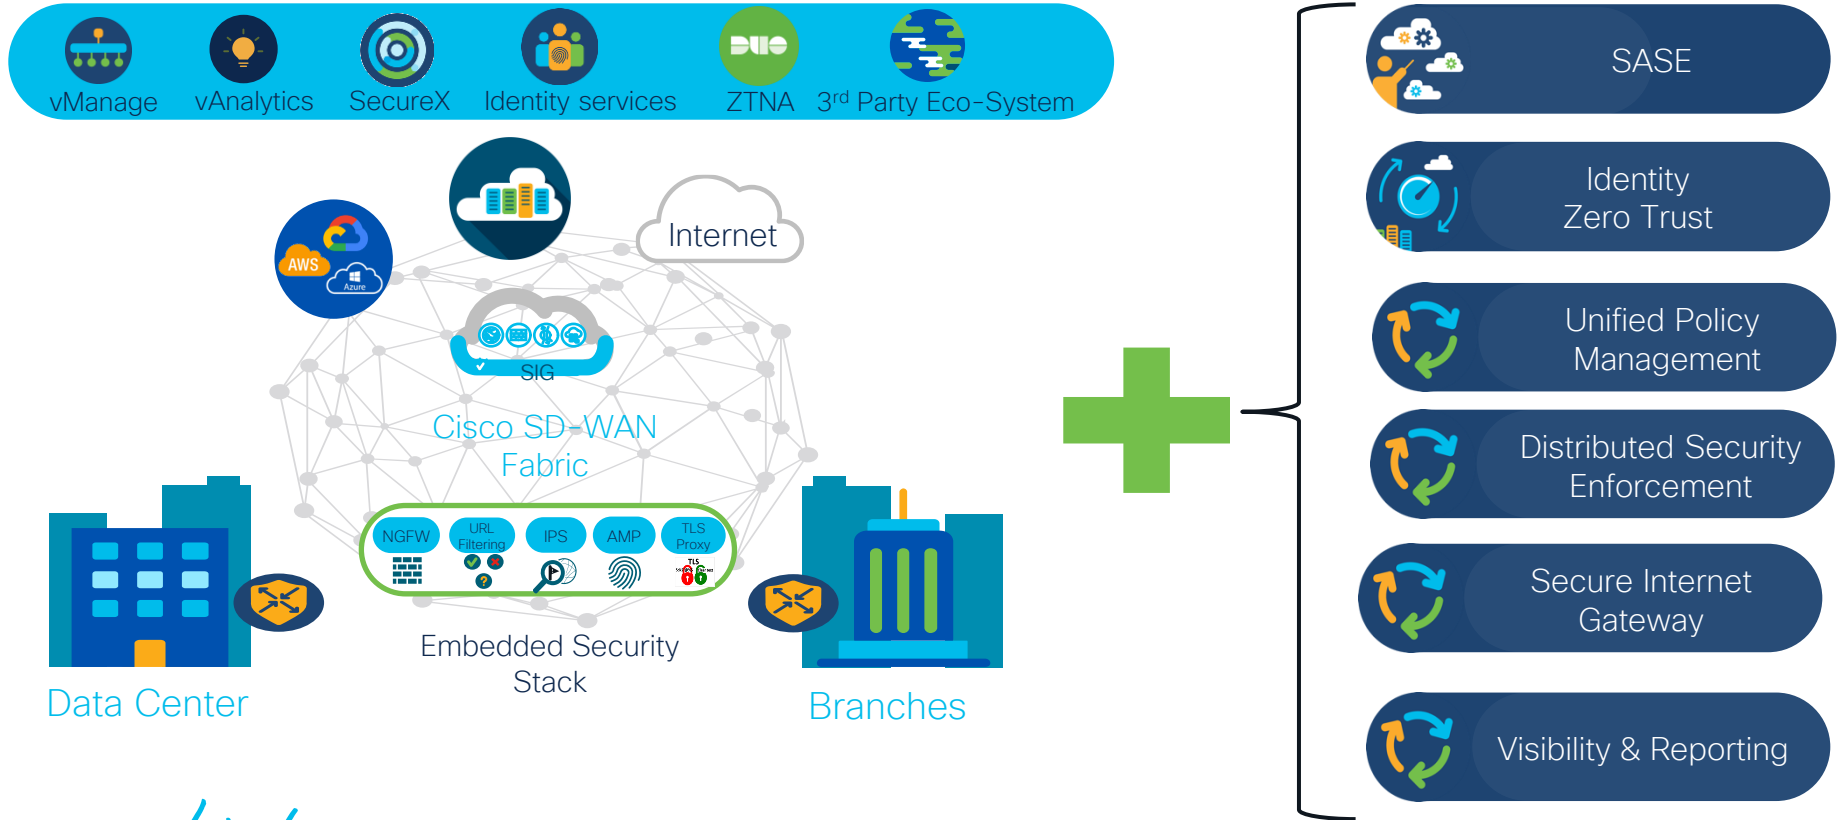 vManage
vAnalytics
SecureX
Identity services
DUO
ZTNA
3rd Party Eco-System
SASE
AWS
Azure
Internet
Identity
Zero Trust
SIG
Unified Policy
Management
Cisco SD-WAN
Fabric
Distributed Security
Enforcement
NGFW
URL
Filtering
IPS
AMP
TLS
Proxy
TLS
Embedded Security
Stack
Data Center
Branches
Secure Internet
Gateway
Visibility & Reporting